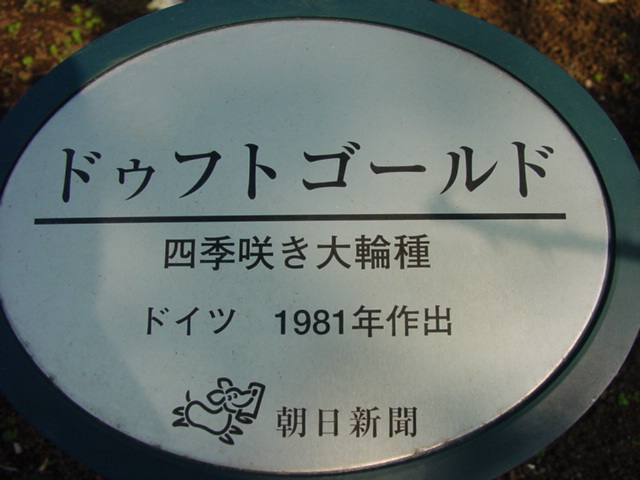 ドゥフトゴールド
四季咲き大輪種
ドイツ　1981年作出
朝日新聞